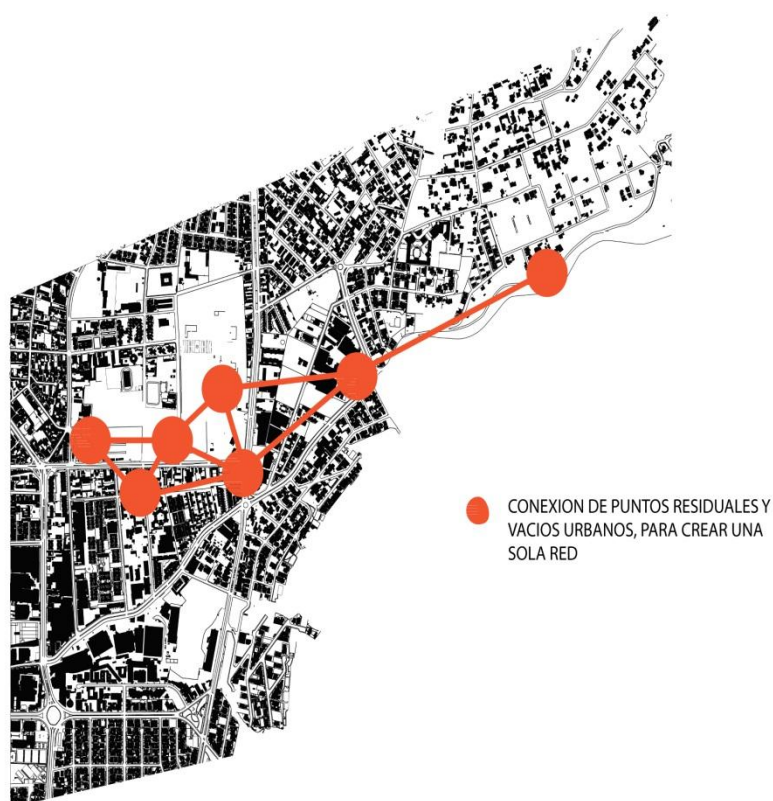 CONEXION DE PUNTOS RESIDUALES Y
VACIOS URBANOS, PARA CREAR UNA
SOLA RED